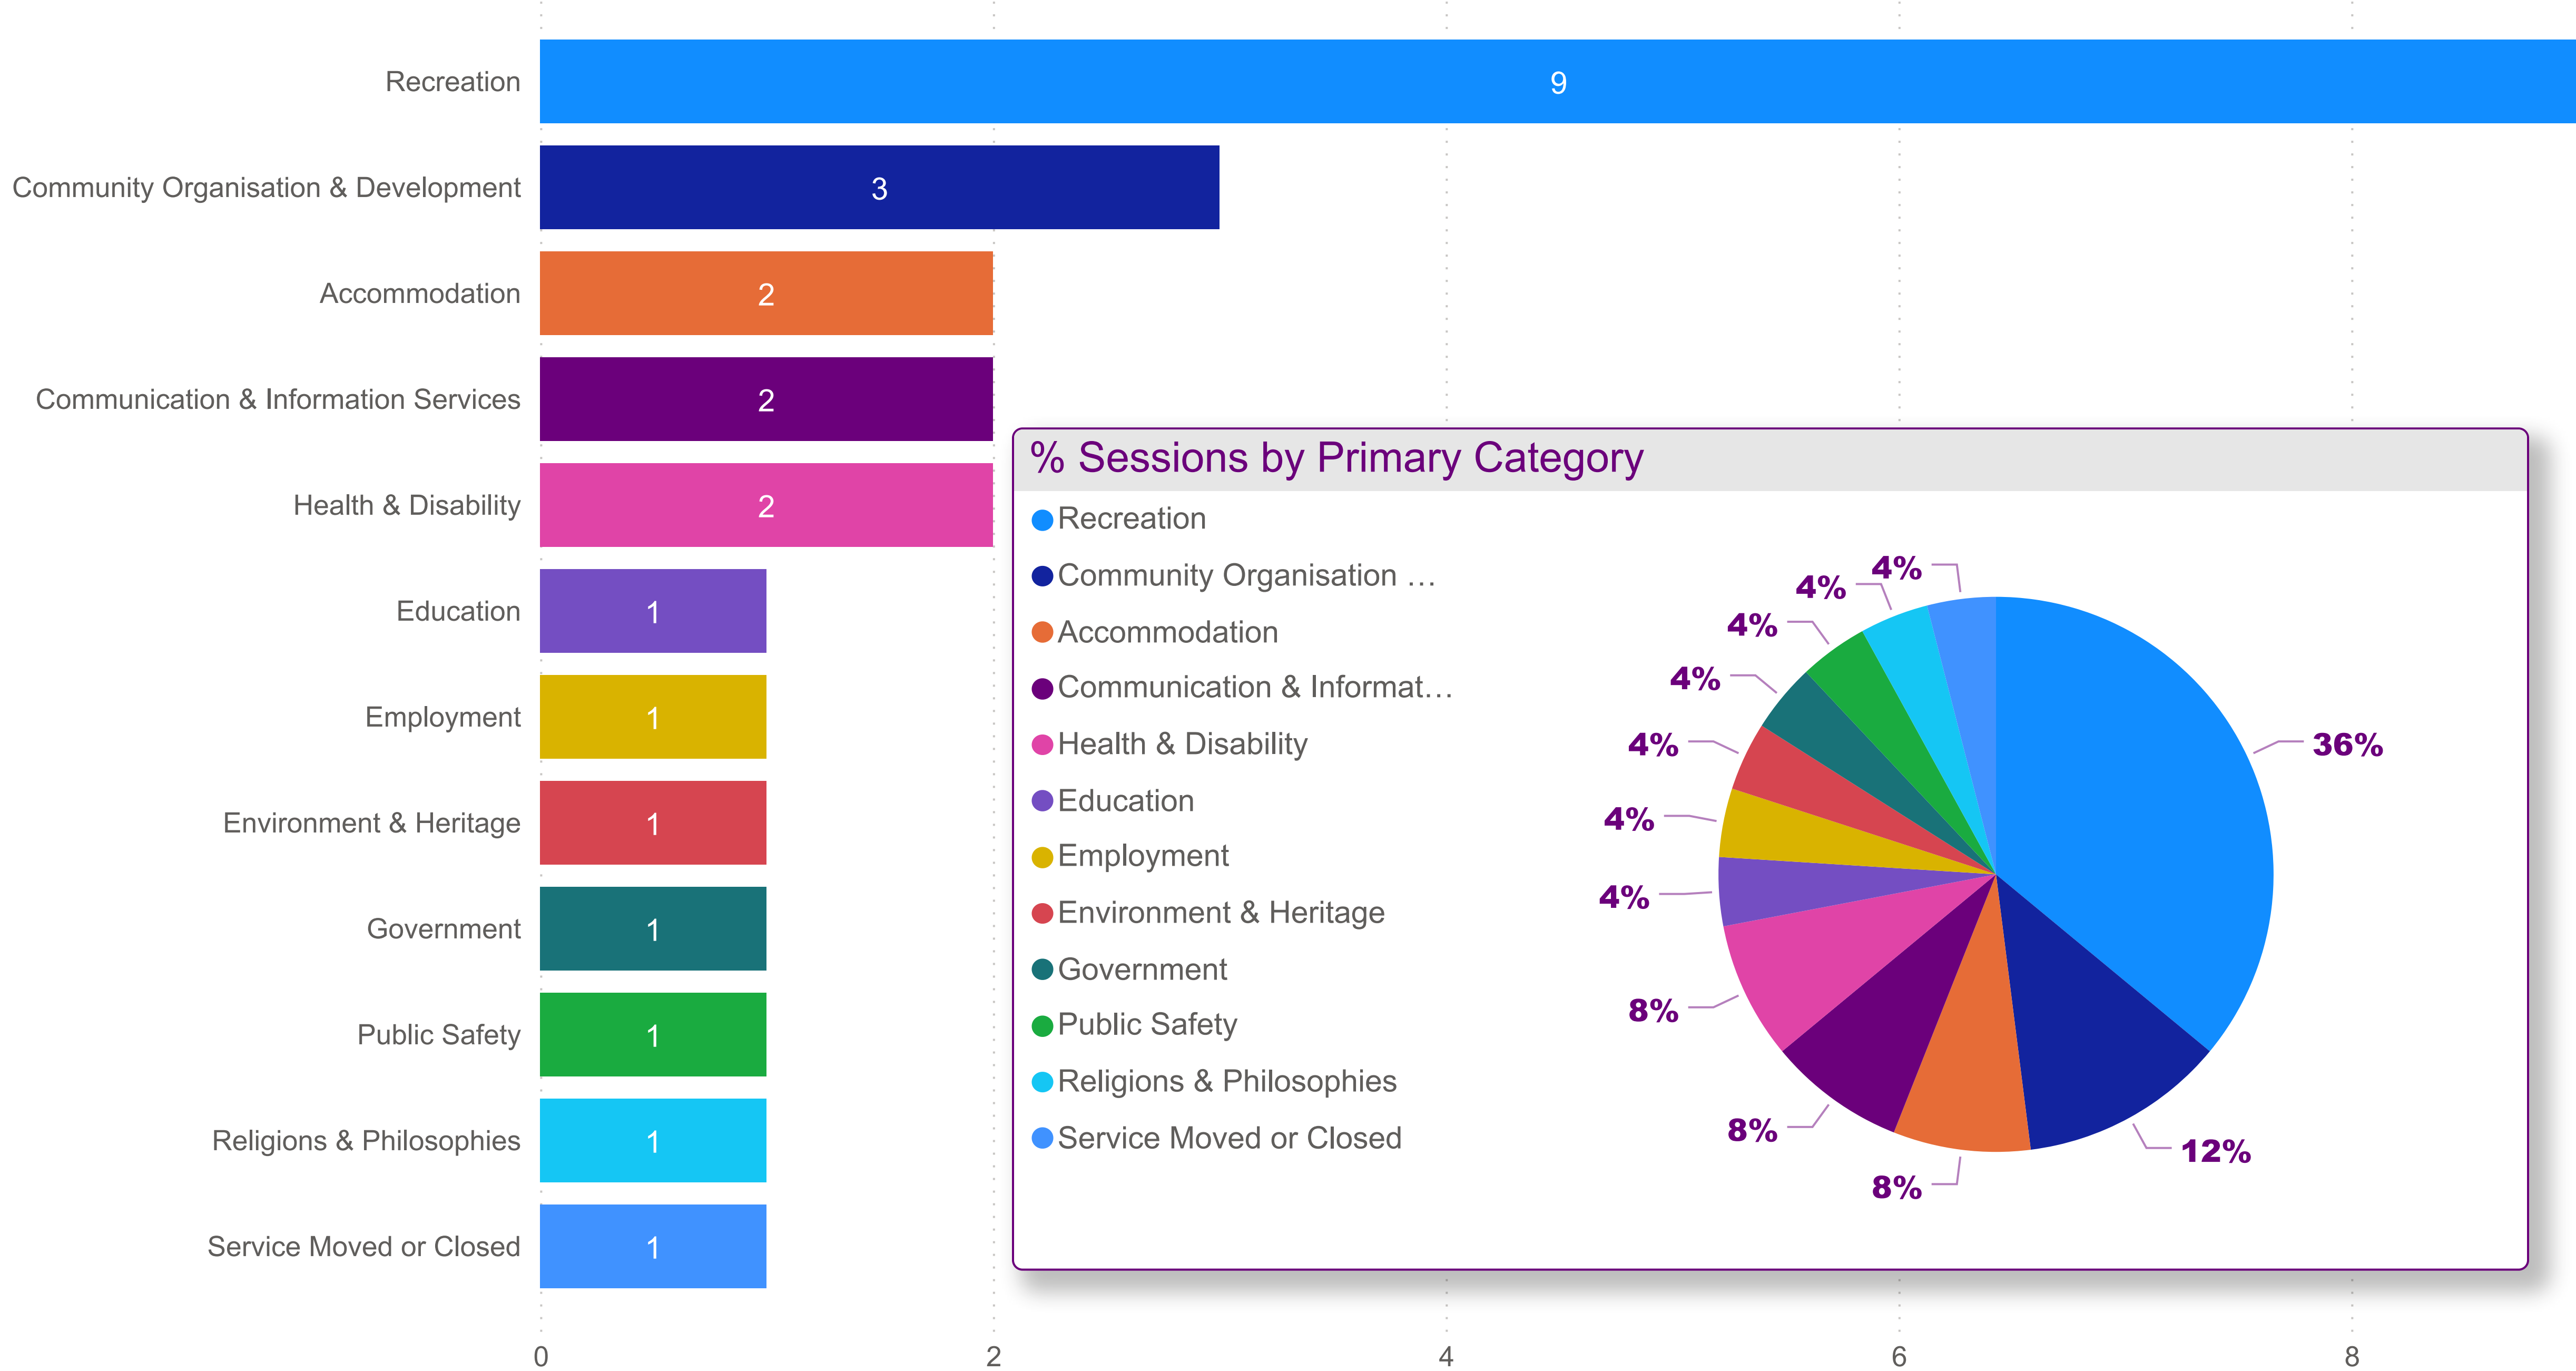 Recreation 9
Community Organisation & Development 3
Accommodation 2
Communication & Information Services 2
Health & Disability 2
Education 1
Employment 1
Environment & Heritage 1
Government 1
Public Safety 1
Religions & Philosophies 1
Service Moved or Closed 1
0 2 4 6 8
% Sessions by Primary Category
Recreation
Community Organisation …
Accommodation
Communication & Informat…
Health & Disability
Education
Employment
Environment & Heritage
Government
Public Safety
Religions & Philosophies
Service Moved or Closed
36%
12%
8%
8%
8%
4%
4%
4%
4%
4%
4%
4%